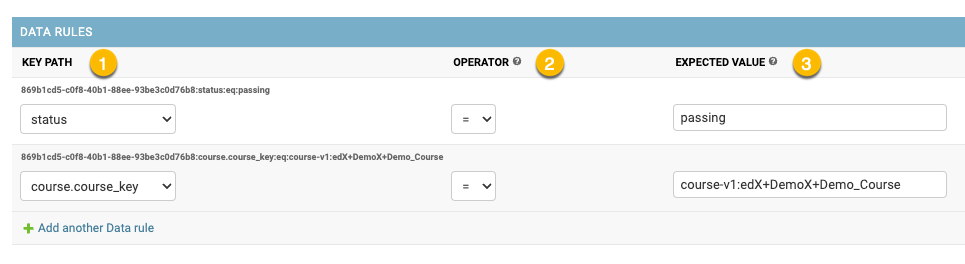 DATA RULES
KEY PATH 1 OPERATOR ? 2 EXPECTED VALUE ? 3
869b1cd5-c0f8-40b1-88ee-93be3c0d76b8:status:eq:passing
status = passing
869b1cd5-c0f8-40b1-88ee-93be3c0d76b8:course.course_key:eq:course-v1:edX+DemoX+Demo_Course
course.course_key = course-v1:edX+DemoX+Demo_Course
+ Add another Data rule